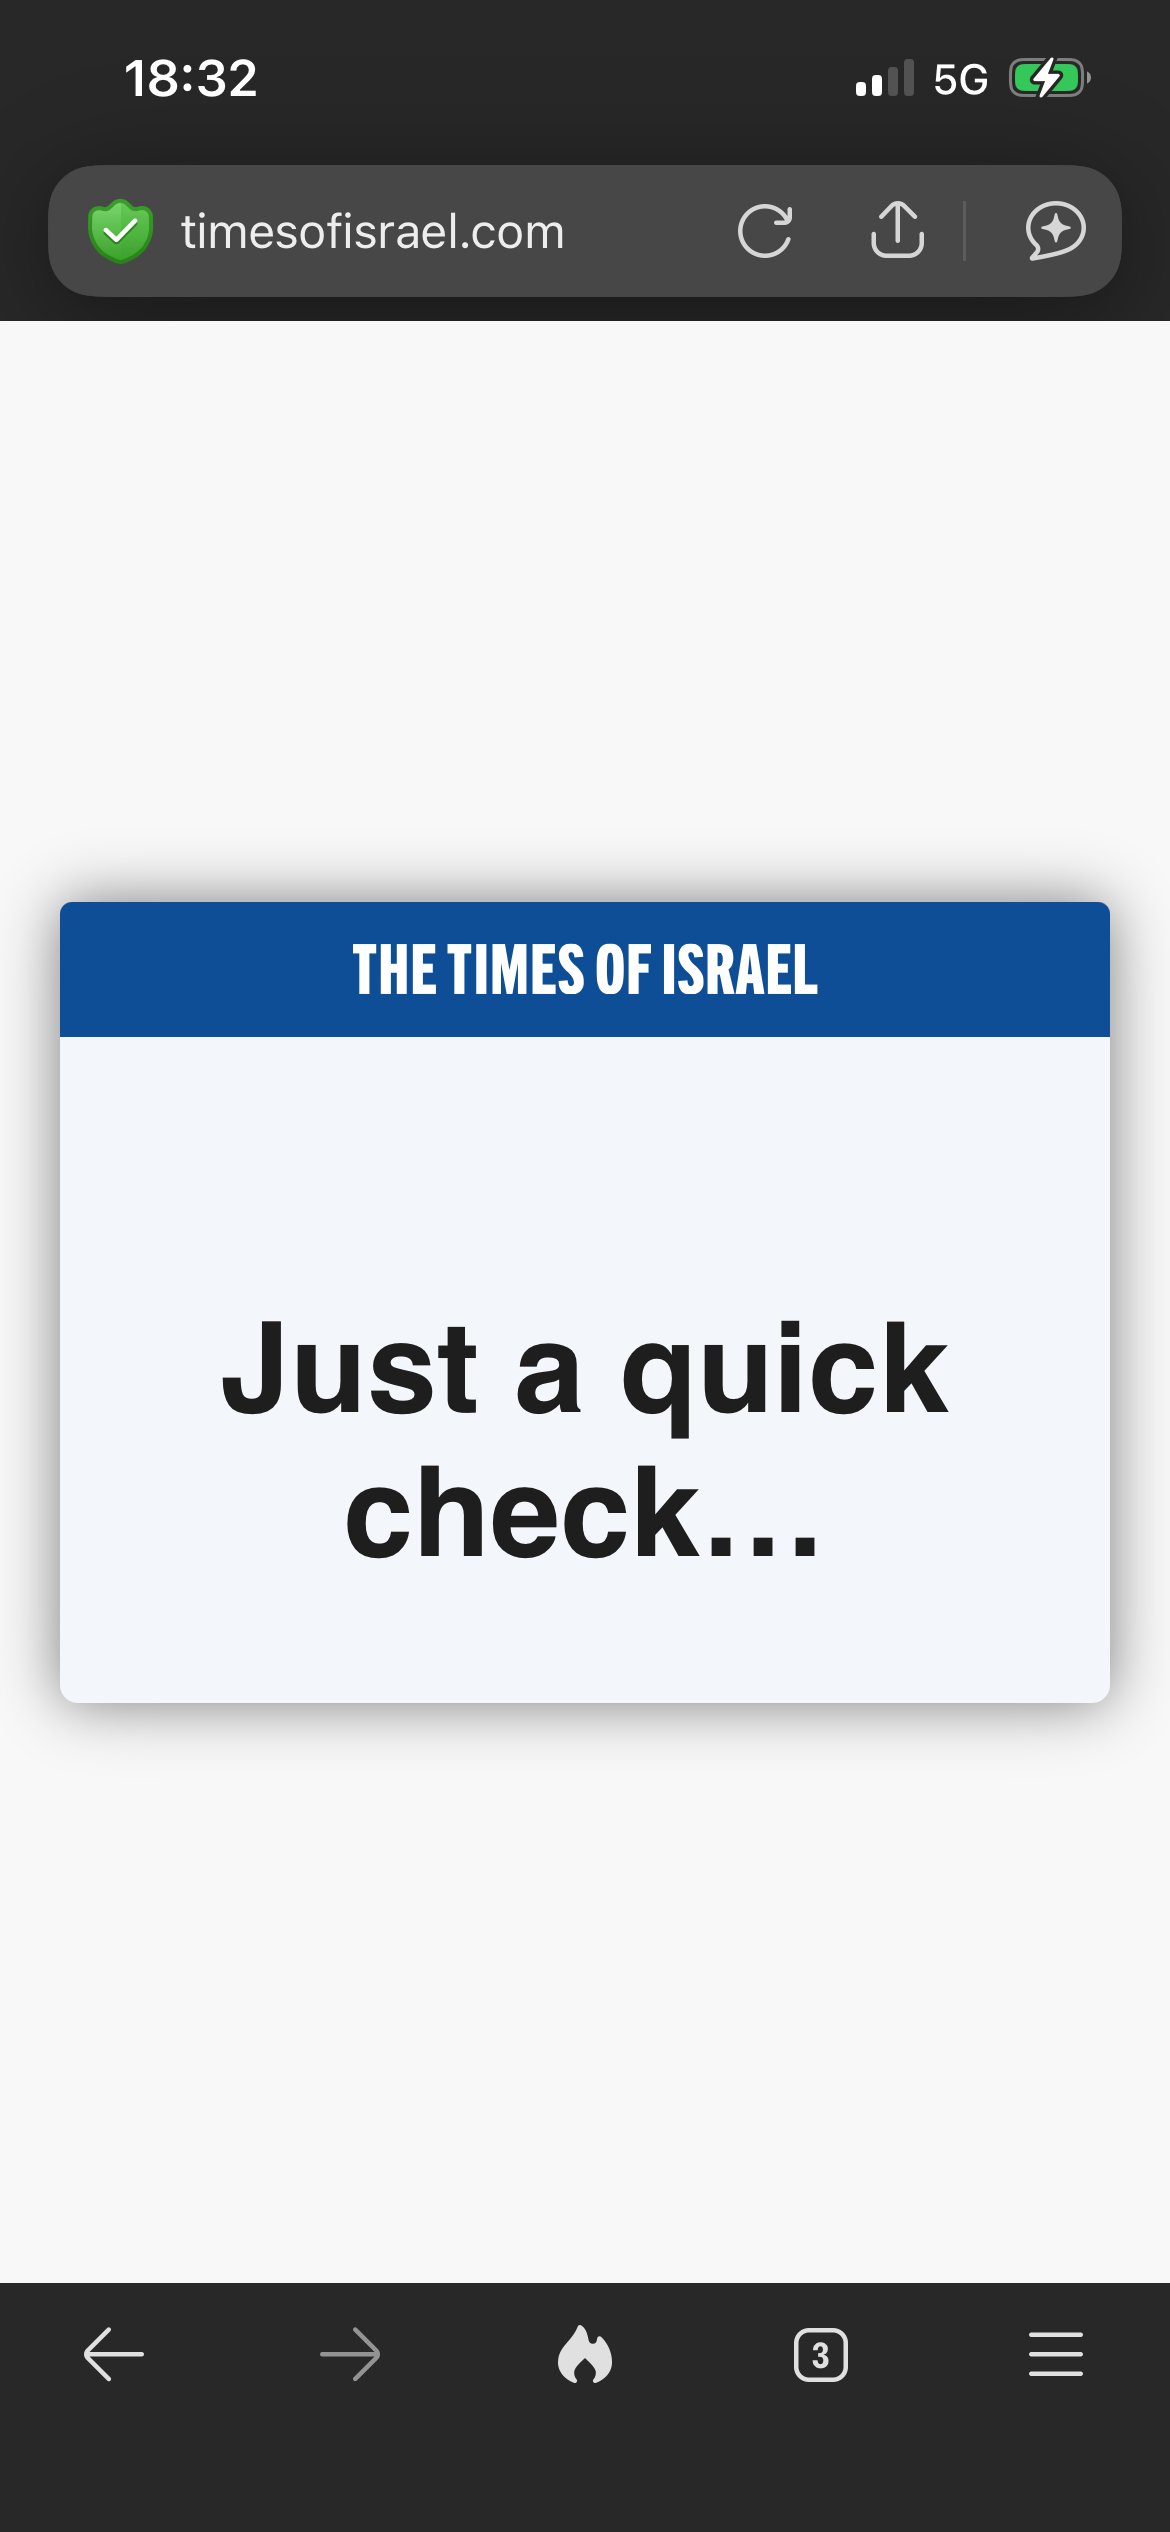 18:32
5G
timesofisrael.com
THE TIMES OF ISRAEL
Just a quick
check...
3